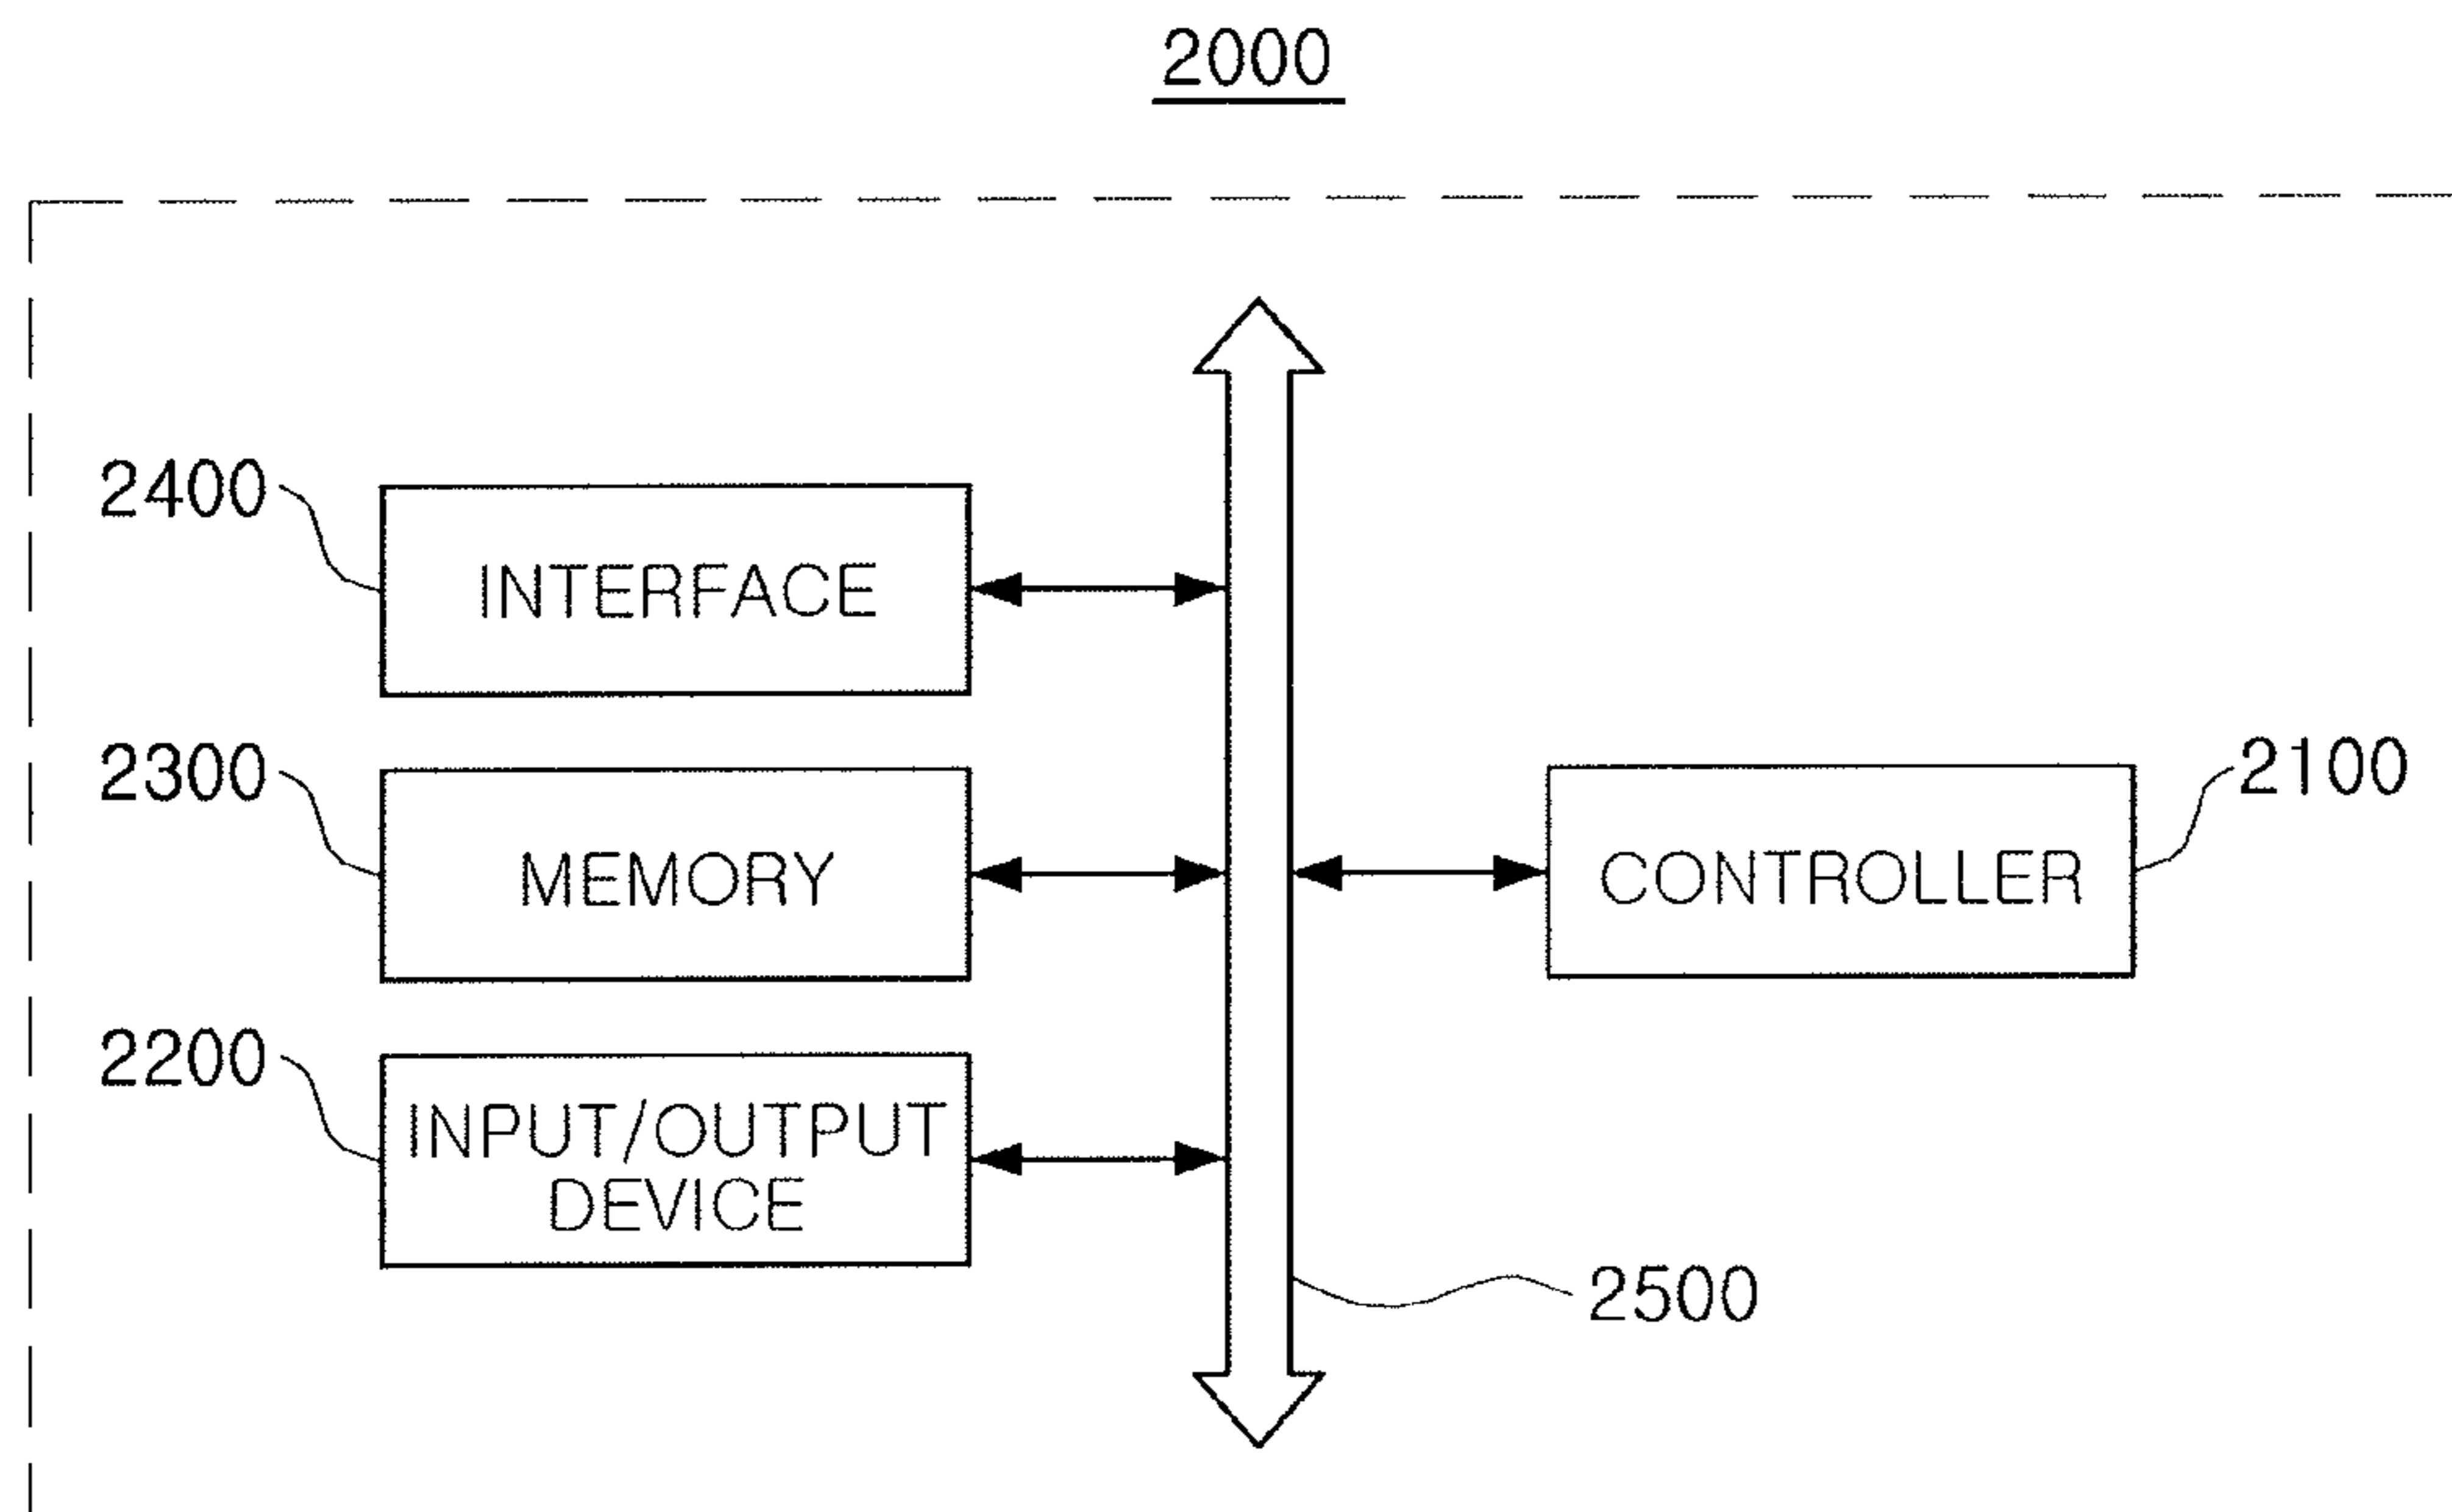 2000
2400
INTERFACE
2300
MEMORY
2100
CONTROLLER
2200
INPUT/OUTPUT
DEVICE
2500